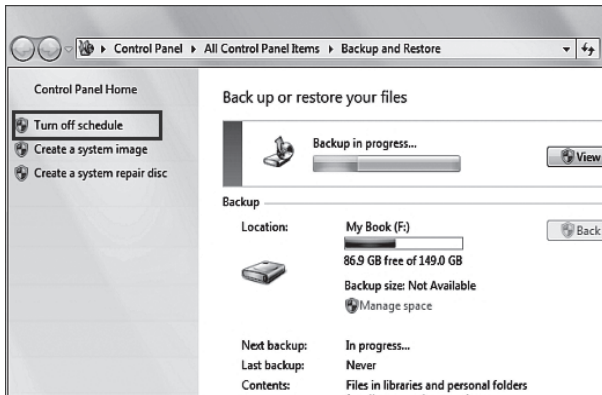 Control Panel ▸ All Control Panel Items ▸ Backup and Restore
Control Panel Home
Turn off schedule
Create a system image
Create a system repair disc
Back up or restore your files
Backup in progress...
View
Backup
Location:
My Book (F:)
Back
86.9 GB free of 149.0 GB
Backup size: Not Available
Manage space
Next backup: In progress...
Last backup: Never
Contents: Files in libraries and personal folders